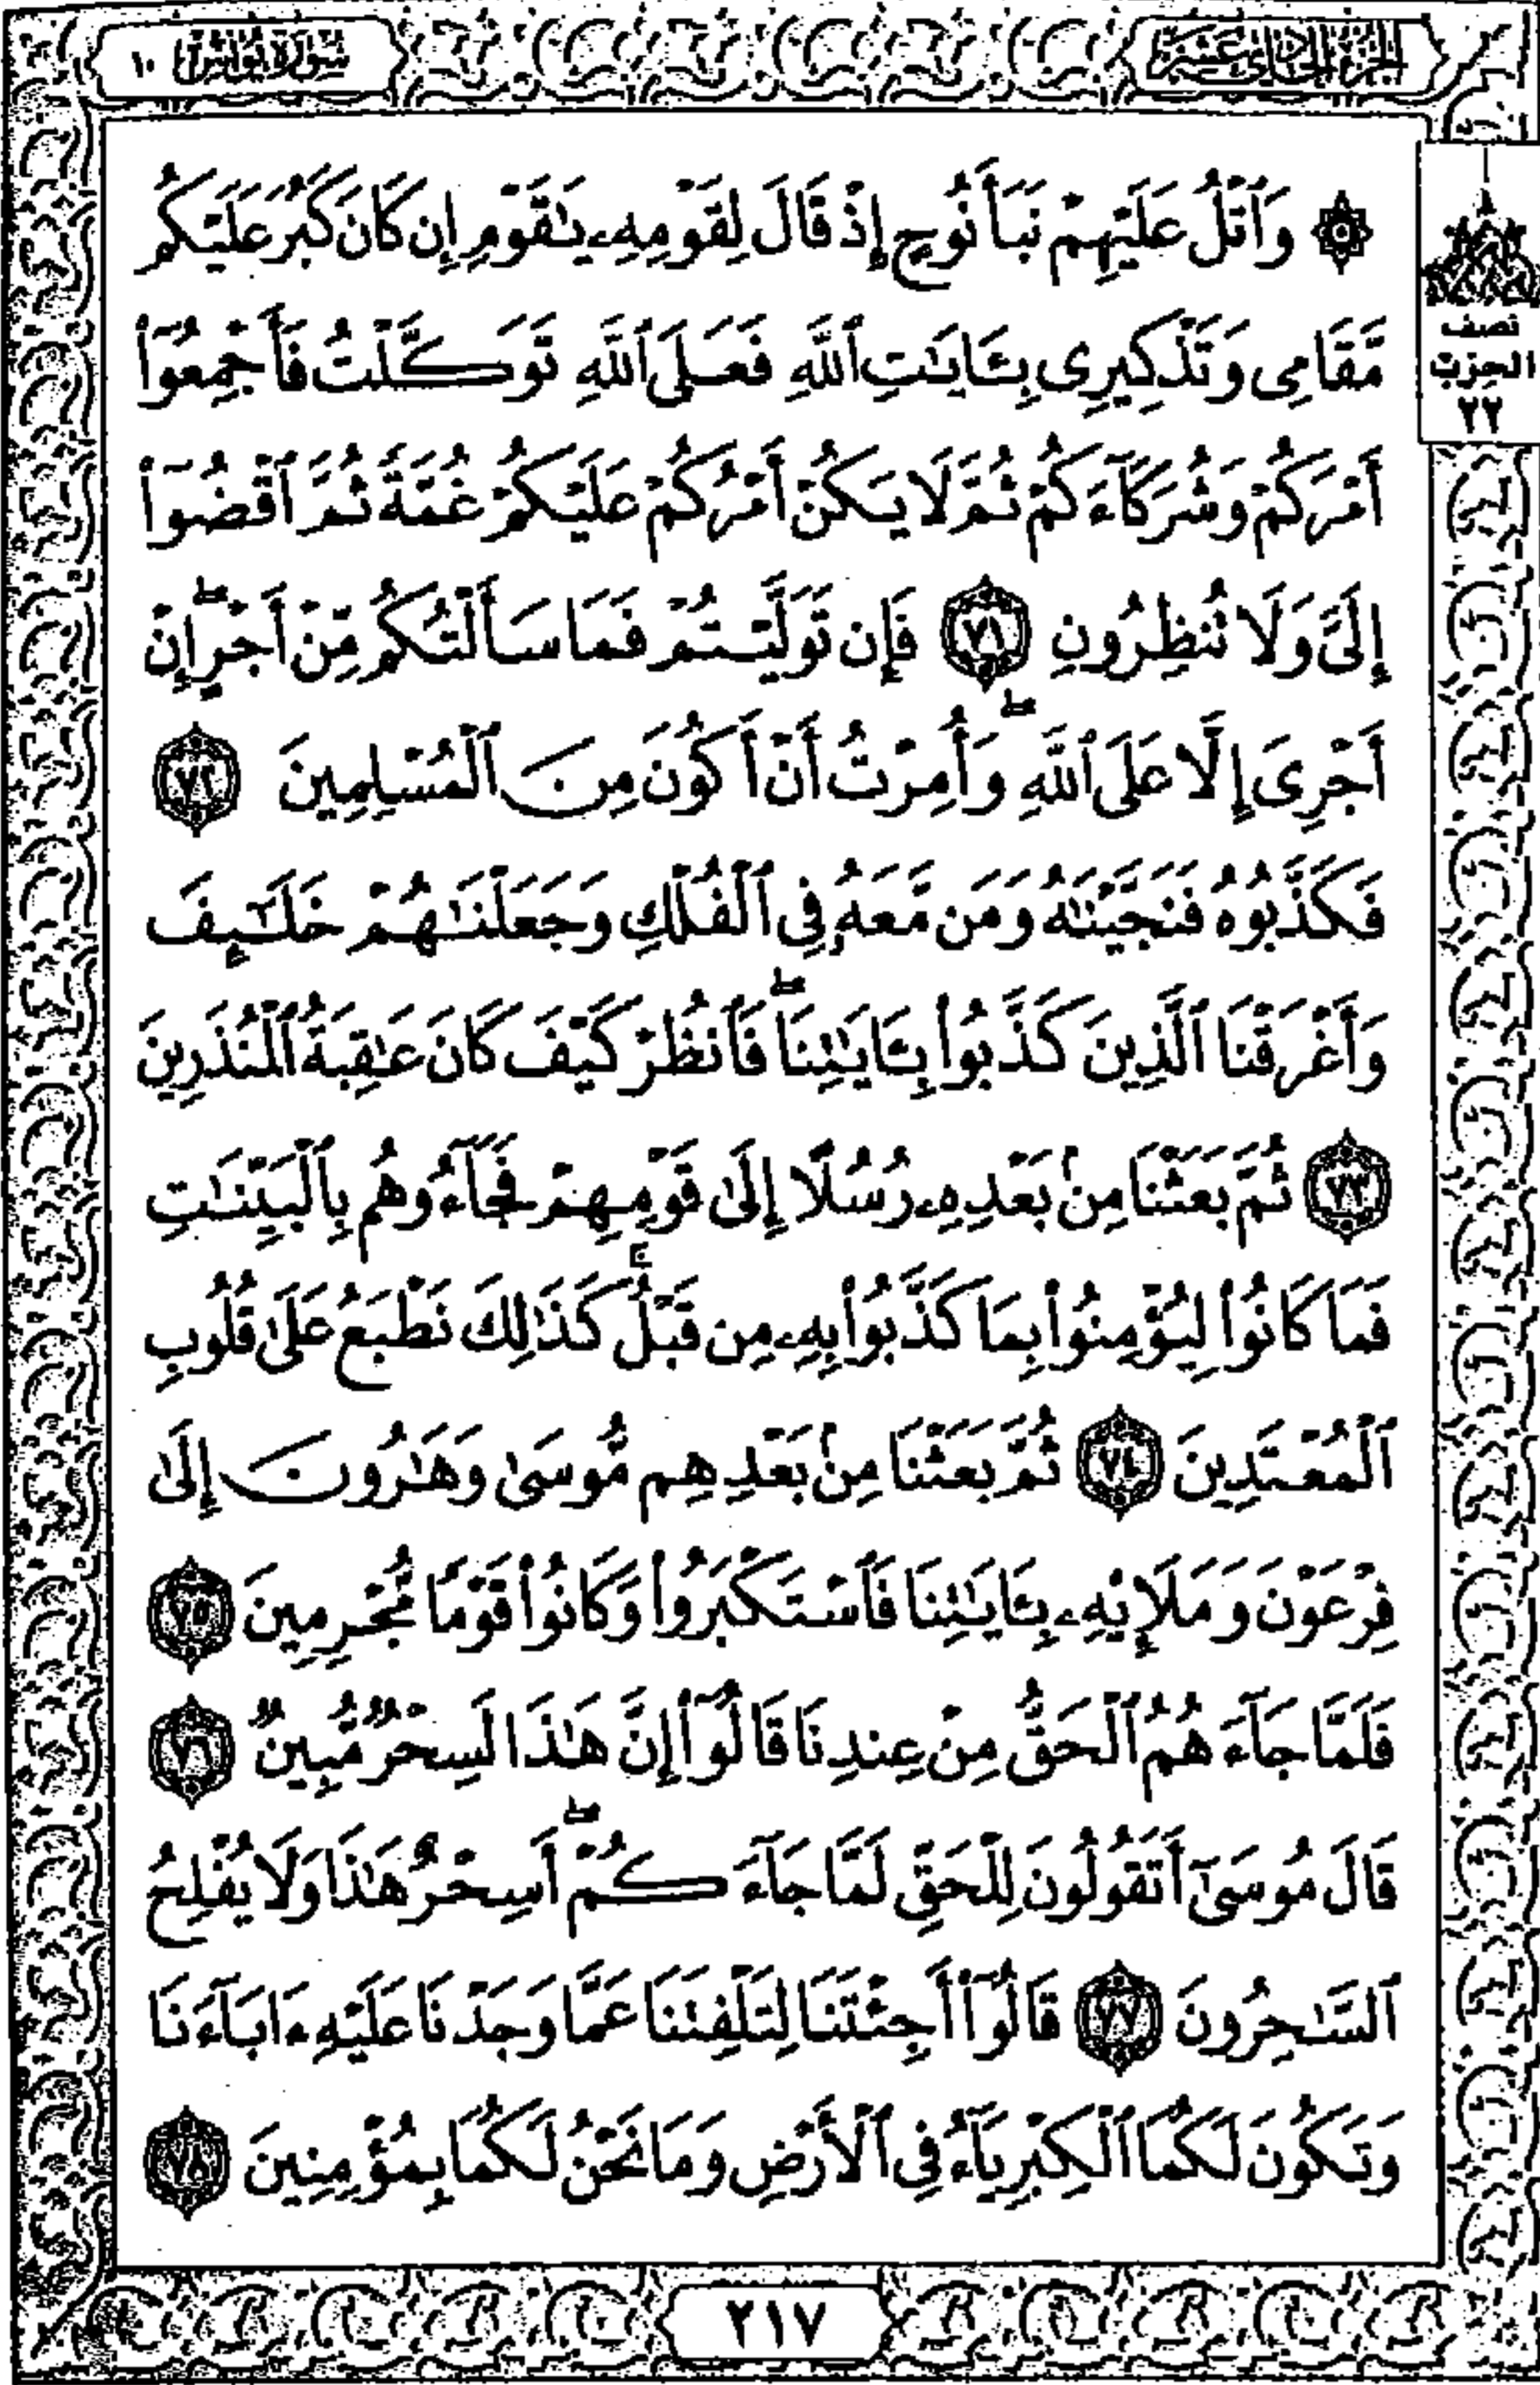 الجزء الحادي عشر
سورة يونس ١٠
۞ وَٱتۡلُ عَلَيۡهِمۡ نَبَأَ نُوحٍ إِذۡ قَالَ لِقَوۡمِهِۦ يَٰقَوۡمِ إِن كَانَ كَبُرَ عَلَيۡكُم
نصف
الحزب
٢٢
مَّقَامِي وَتَذۡكِيرِي بِـَٔايَٰتِ ٱللَّهِ فَعَلَى ٱللَّهِ تَوَكَّلۡتُ فَأَجۡمِعُوٓاْ
أَمۡرَكُمۡ وَشُرَكَآءَكُمۡ ثُمَّ لَا يَكُنۡ أَمۡرُكُمۡ عَلَيۡكُمۡ غُمَّةٗ ثُمَّ ٱقۡضُوٓاْ
إِلَيَّ وَلَا تُنظِرُونِ ٧١ فَإِن تَوَلَّيۡتُمۡ فَمَا سَأَلۡتُكُم مِّنۡ أَجۡرٍۖ إِنۡ
أَجۡرِيَ إِلَّا عَلَى ٱللَّهِۖ وَأُمِرۡتُ أَنۡ أَكُونَ مِنَ ٱلۡمُسۡلِمِينَ ٧٢
فَكَذَّبُوهُ فَنَجَّيۡنَٰهُ وَمَن مَّعَهُۥ فِي ٱلۡفُلۡكِ وَجَعَلۡنَٰهُمۡ خَلَٰٓئِفَ
وَأَغۡرَقۡنَا ٱلَّذِينَ كَذَّبُواْ بِـَٔايَٰتِنَاۖ فَٱنظُرۡ كَيۡفَ كَانَ عَٰقِبَةُ ٱلۡمُنذَرِينَ
٧٣ ثُمَّ بَعَثۡنَا مِنۢ بَعۡدِهِۦ رُسُلًا إِلَىٰ قَوۡمِهِمۡ فَجَآءُوهُم بِٱلۡبَيِّنَٰتِ
فَمَا كَانُواْ لِيُؤۡمِنُواْ بِمَا كَذَّبُواْ بِهِۦ مِن قَبۡلُۚ كَذَٰلِكَ نَطۡبَعُ عَلَىٰ قُلُوبِ
ٱلۡمُعۡتَدِينَ ٧٤ ثُمَّ بَعَثۡنَا مِنۢ بَعۡدِهِم مُّوسَىٰ وَهَٰرُونَ إِلَىٰ
فِرۡعَوۡنَ وَمَلَإِيْهِۦ بِـَٔايَٰتِنَا فَٱسۡتَكۡبَرُواْ وَكَانُواْ قَوۡمٗا مُّجۡرِمِينَ ٧٥
فَلَمَّا جَآءَهُمُ ٱلۡحَقُّ مِنۡ عِندِنَا قَالُوٓاْ إِنَّ هَٰذَا لَسِحۡرٞ مُّبِينٞ ٧٦
قَالَ مُوسَىٰٓ أَتَقُولُونَ لِلۡحَقِّ لَمَّا جَآءَكُمۡۖ أَسِحۡرٌ هَٰذَا وَلَا يُفۡلِحُ
ٱلسَّٰحِرُونَ ٧٧ قَالُوٓاْ أَجِئۡتَنَا لِتَلۡفِتَنَا عَمَّا وَجَدۡنَا عَلَيۡهِ ءَابَآءَنَا
وَتَكُونَ لَكُمَا ٱلۡكِبۡرِيَآءُ فِي ٱلۡأَرۡضِ وَمَا نَحۡنُ لَكُمَا بِمُؤۡمِنِينَ ٧٨
٢١٧